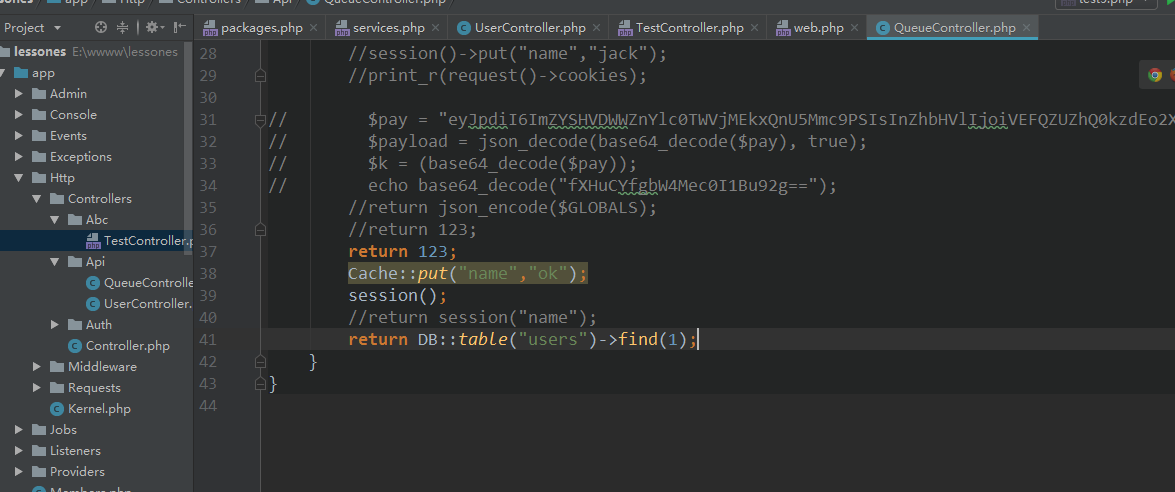 lessones app Http Controllers Api QueueController.php
Project
packages.php services.php UserController.php TestController.php web.php QueueController.php
lessones E:\wwww\lessones
app
Admin
Console
Events
Exceptions
Http
Controllers
Abc
TestController.p
Api
QueueControlle
UserController.
Auth
Controller.php
Middleware
Requests
Kernel.php
Jobs
Listeners
Providers
28 //session()->put("name","jack");
29 //print_r(request()->cookies);
30
31 // $pay = "eyJpdiI6ImZYSHVDWWZnYlc0TWVjMEkxQnU5Mmc9PSIsInZhbHVlIjoiVEFQZUZhQ0kzdEo2X
32 // $payload = json_decode(base64_decode($pay), true);
33 // $k = (base64_decode($pay));
34 // echo base64_decode("fXHuCYfgbW4Mec0I1Bu92g==");
35 //return json_encode($GLOBALS);
36 //return 123;
37 return 123;
38 Cache::put("name","ok");
39 session();
40 //return session("name");
41 return DB::table("users")->find(1);
42 }
43 }
44